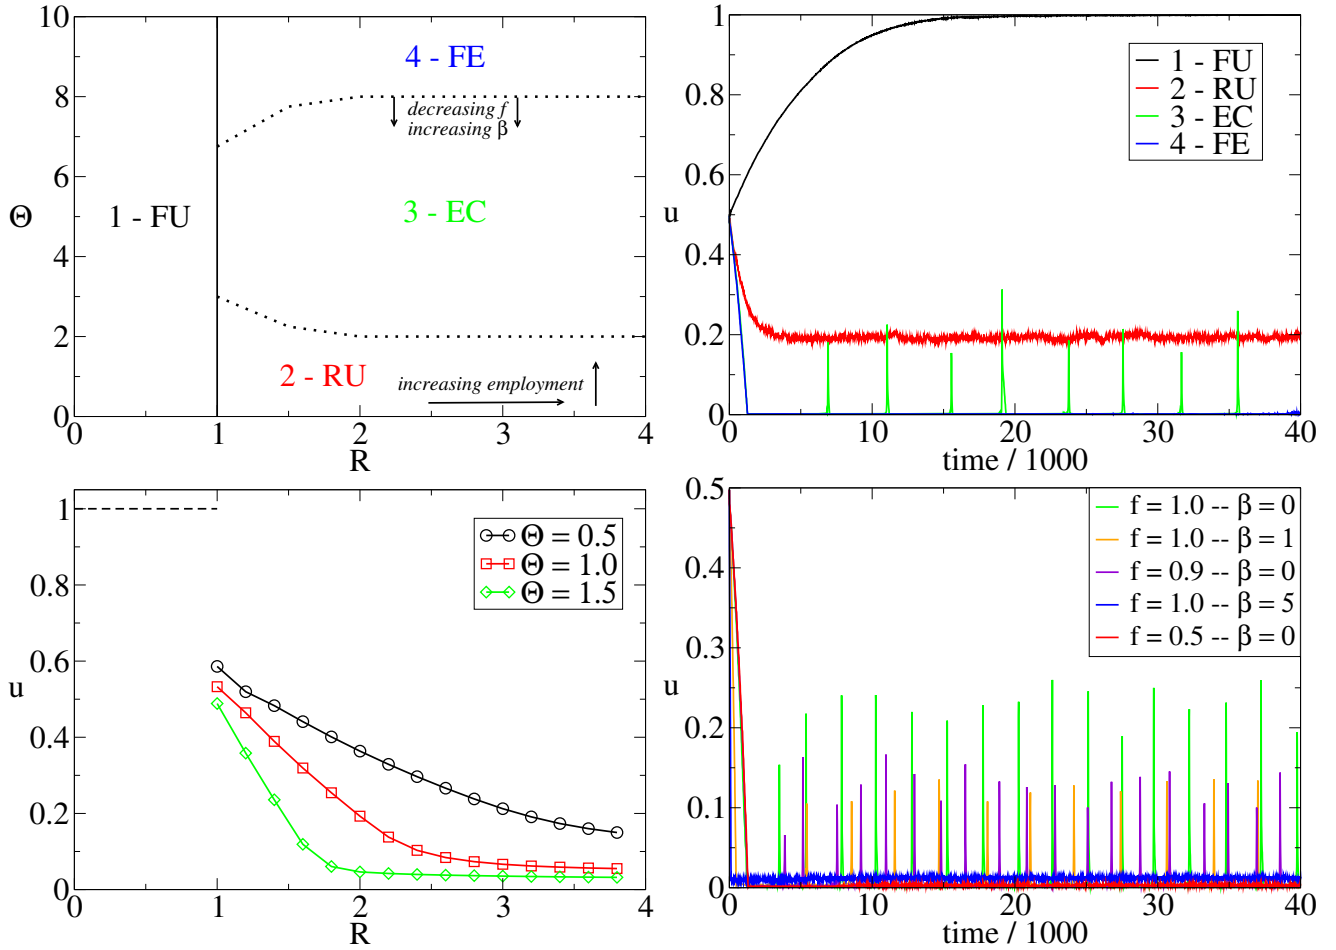 10
8
6
4
2
0
Θ
0
1
2
3
4
R
4 - FE
decreasing f
increasing β
1 - FU
3 - EC
2 - RU
increasing employment
1
0.8
0.6
0.4
0.2
0
u
0
10
20
30
40
time / 1000
1 - FU
2 - RU
3 - EC
4 - FE
1
0.8
0.6
0.4
0.2
0
u
0
1
2
3
4
R
Θ = 0.5
Θ = 1.0
Θ = 1.5
0.5
0.4
0.3
0.2
0.1
0
u
0
10
20
30
40
time / 1000
f = 1.0 -- β = 0
f = 1.0 -- β = 1
f = 0.9 -- β = 0
f = 1.0 -- β = 5
f = 0.5 -- β = 0